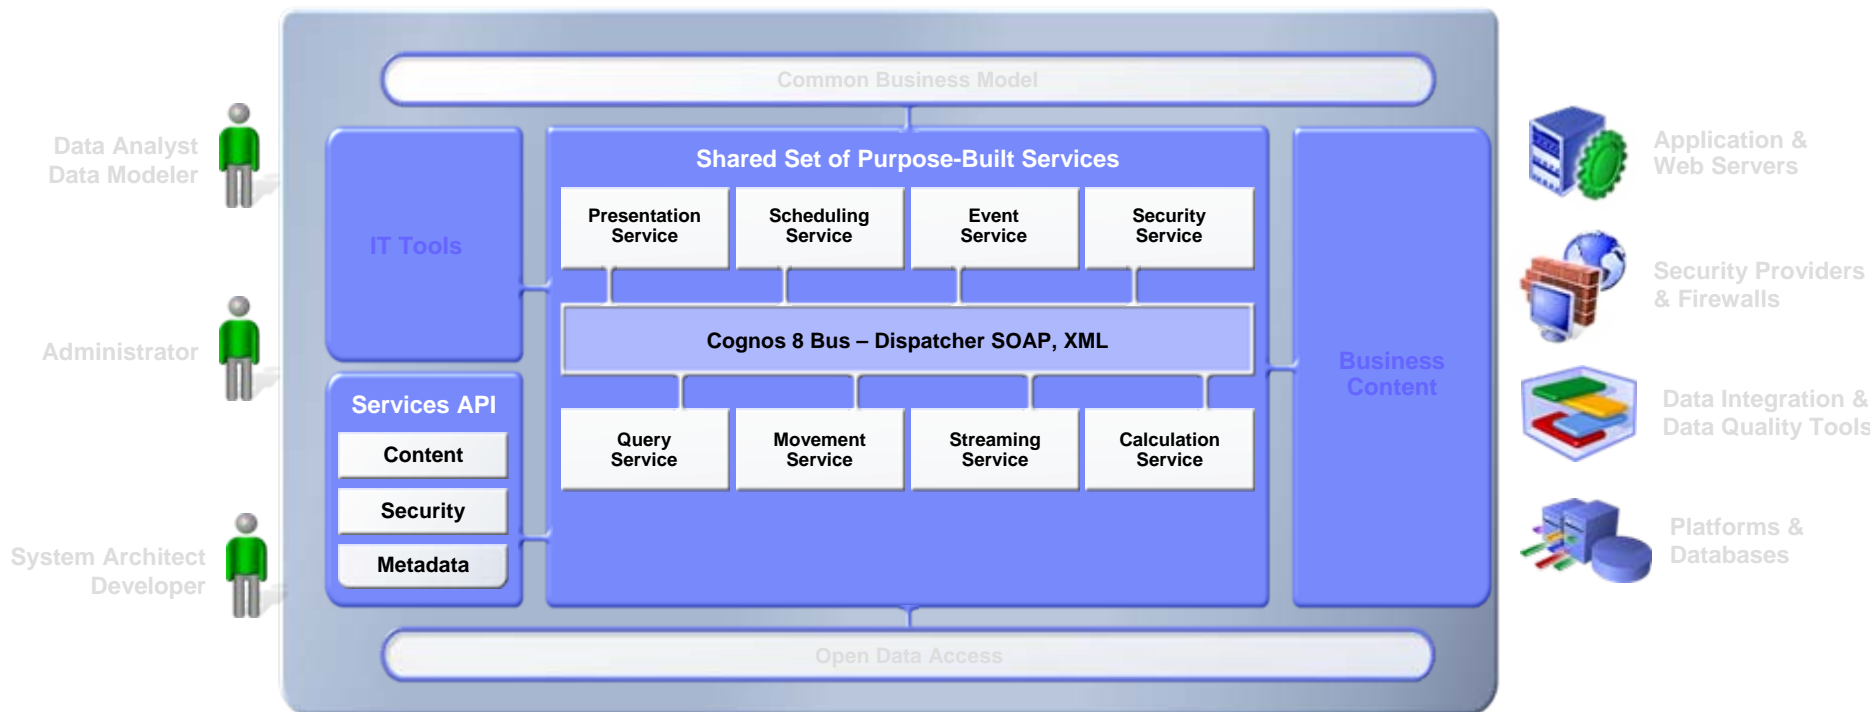 Common Business Model
Data Analyst
Data Modeler
Administrator
System Architect
Developer
IT Tools
Services API
Content
Security
Metadata
Shared Set of Purpose-Built Services
Presentation
Service
Scheduling
Service
Event
Service
Security
Service
Cognos 8 Bus – Dispatcher SOAP, XML
Query
Service
Movement
Service
Streaming
Service
Calculation
Service
Business
Content
Application &
Web Servers
Security Providers
& Firewalls
Data Integration &
Data Quality Tools
Platforms &
Databases
Open Data Access